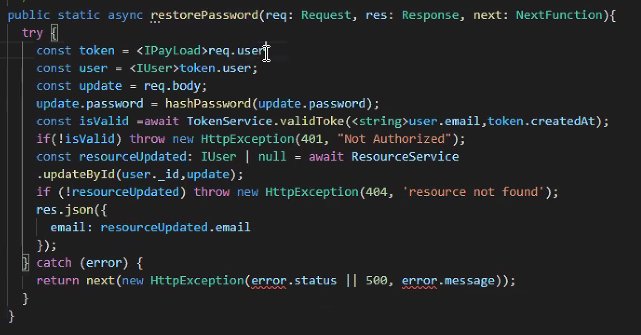 public static async restorePassword(req: Request, res: Response, next: NextFunction){
try {
const token = <IPayLoad>req.user
const user = <IUser>token.user;
const update = req.body;
update.password = hashPassword(update.password);
const isValid =await TokenService.validToke(<string>user.email,token.createdAt);
if(!isValid) throw new HttpException(401, "Not Authorized");
const resourceUpdated: IUser | null = await ResourceService
.updateById(user._id,update);
if (!resourceUpdated) throw new HttpException(404, 'resource not found');
res.json({
email: resourceUpdated.email
});
} catch (error) {
return next(new HttpException(error.status || 500, error.message));
}
}